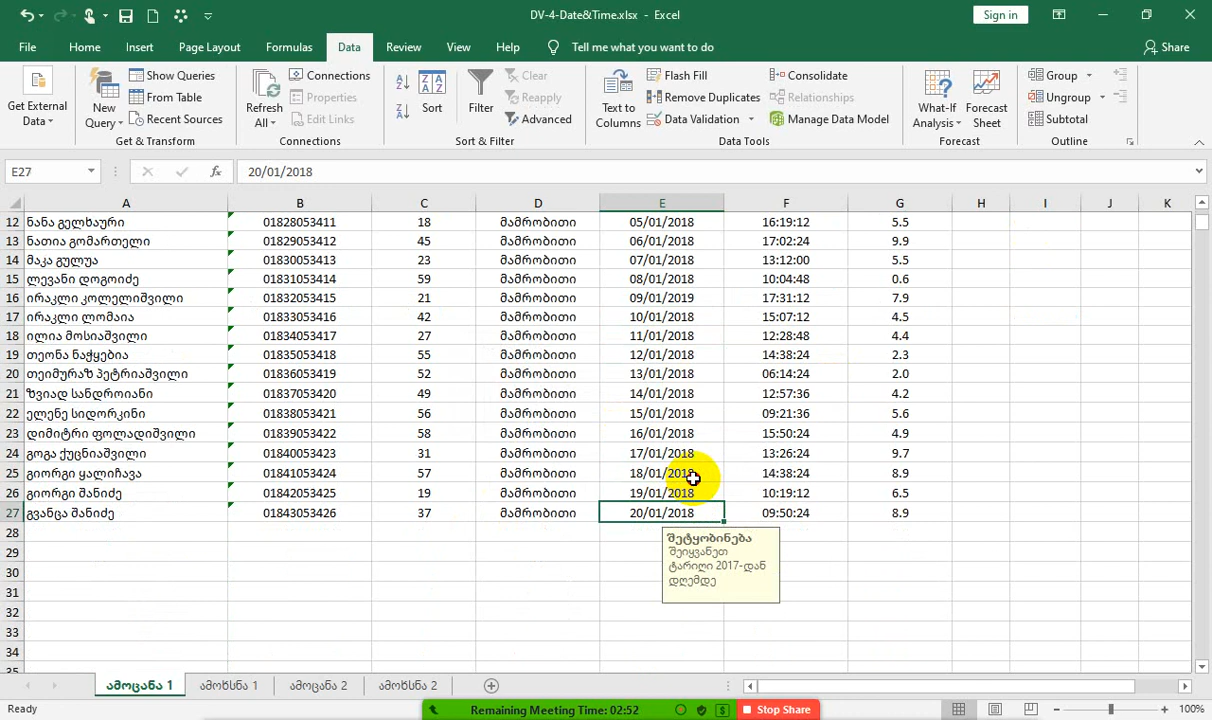 DV-4-Date&Time.xlsx - Excel
Sign in
File Home Insert Page Layout Formulas Data Review View Help Tell me what you want to do Share
Get External Data
New Query
Show Queries
From Table
Recent Sources
Get & Transform
Refresh All
Connections
Properties
Edit Links
Connections
Sort
Filter
Clear
Reapply
Advanced
Sort & Filter
Text to Columns
Flash Fill
Remove Duplicates
Data Validation
Consolidate
Relationships
Manage Data Model
Data Tools
What-If Analysis
Forecast Sheet
Forecast
Group
Ungroup
Subtotal
Outline
E27 fx 20/01/2018
A B C D E F G H I J K
12 ნანა გელხაური 01828053411 18 მამრობითი 05/01/2018 16:19:12 5.5
13 ნათია გომართელი 01829053412 45 მამრობითი 06/01/2018 17:02:24 9.9
14 მაკა გულუა 01830053413 23 მამრობითი 07/01/2018 13:12:00 5.5
15 ლევანი დოგოიძე 01831053414 59 მამრობითი 08/01/2018 10:04:48 0.6
16 ირაკლი კოლელიშვილი 01832053415 21 მამრობითი 09/01/2019 17:31:12 7.9
17 ირაკლი ლომაია 01833053416 42 მამრობითი 10/01/2018 15:07:12 4.5
18 ილია მოსიაშვილი 01834053417 27 მამრობითი 11/01/2018 12:28:48 4.4
19 თეონა ნაჭყებია 01835053418 55 მამრობითი 12/01/2018 14:38:24 2.3
20 თეიმურაზ პეტრიაშვილი 01836053419 52 მამრობითი 13/01/2018 06:14:24 2.0
21 ზვიად სანდროიანი 01837053420 49 მამრობითი 14/01/2018 12:57:36 4.2
22 ელენე სიდორკინი 01838053421 56 მამრობითი 15/01/2018 09:21:36 5.6
23 დიმიტრი ფოლადიშვილი 01839053422 58 მამრობითი 16/01/2018 15:50:24 4.9
24 გოგა ქუცნიაშვილი 01840053423 31 მამრობითი 17/01/2018 13:26:24 9.7
25 გიორგი ყალიჩავა 01841053424 57 მამრობითი 18/01/2018 14:38:24 8.9
26 გიორგი შანიძე 01842053425 19 მამრობითი 19/01/2018 10:19:12 6.5
27 გვანცა შანიძე 01843053426 37 მამრობითი 20/01/2018 09:50:24 8.9
28
29
30
31
32
33
34
35
შეტყობინება
შეიყვანეთ
ტარიღი 2017-დან
დღემდე
ამოცანა 1 ამოხსნა 1 ამოცანა 2 ამოხსნა 2
Ready
Remaining Meeting Time: 02:52
Stop Share
100%